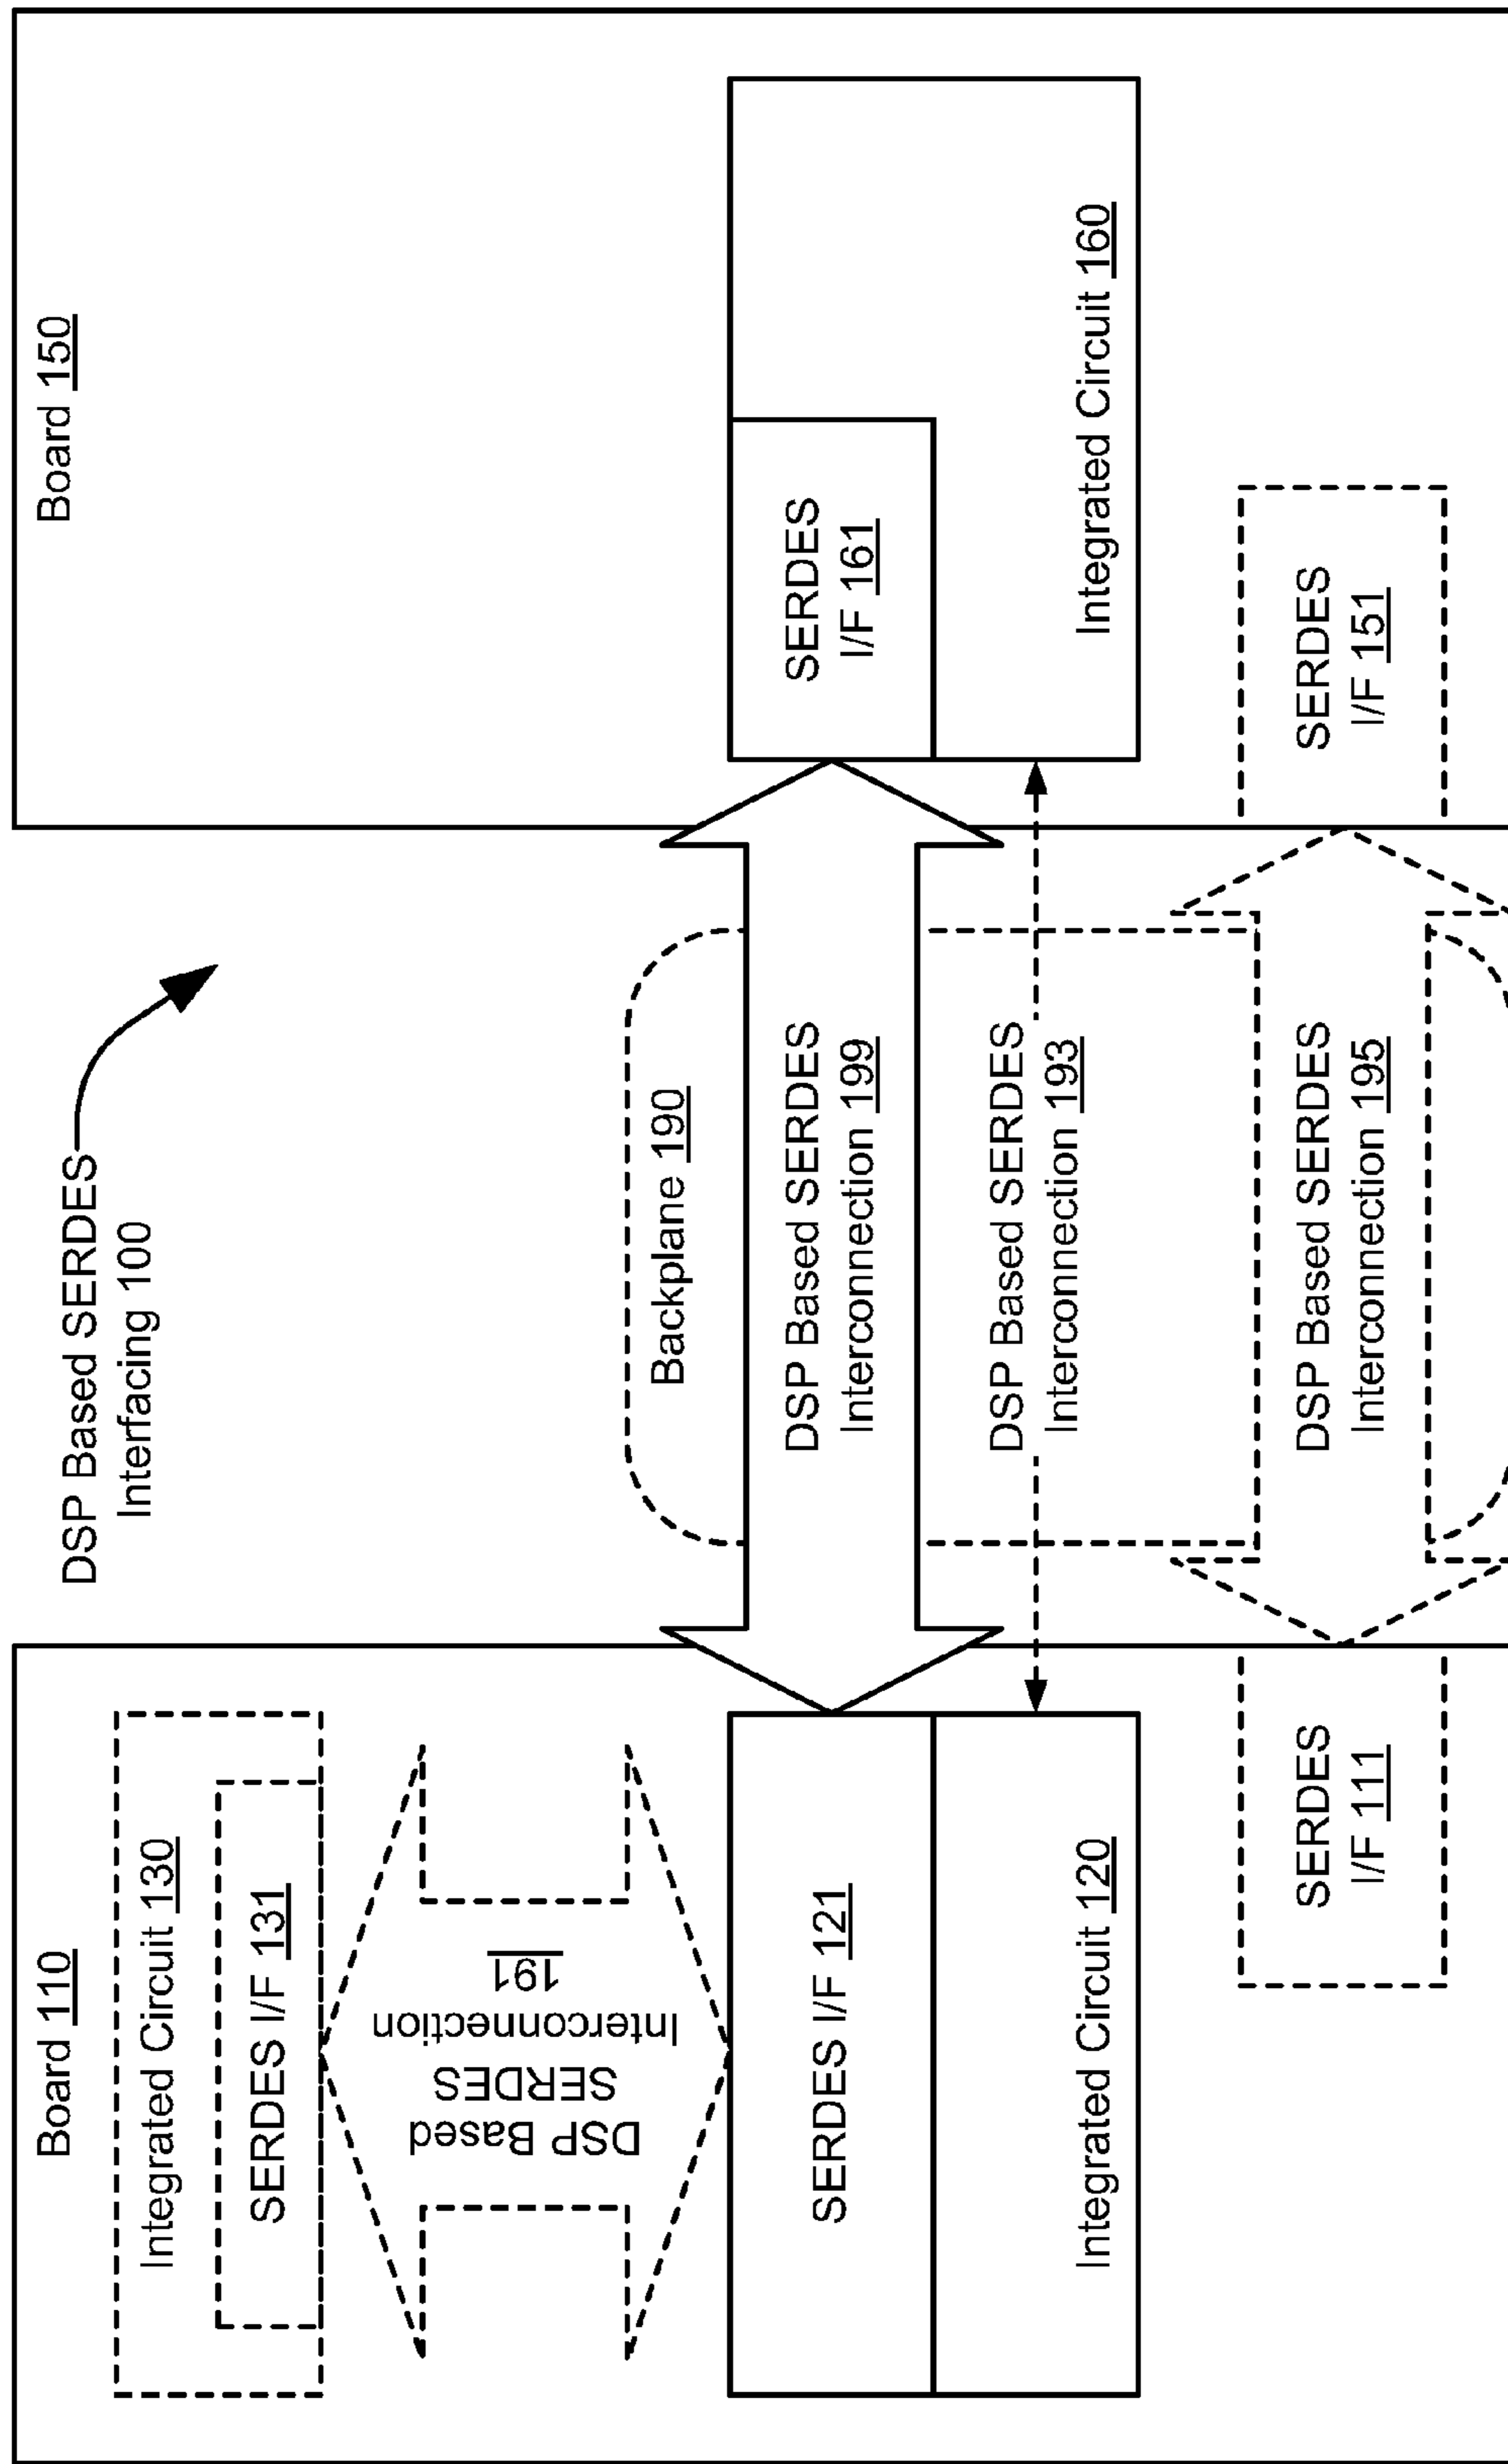 DSP Based SERDES
Interfacing 100
Board 110
Integrated Circuit 130
SERDES I/F 131
DSP Based
SERDES
Interconnection
191
SERDES I/F 121
Integrated Circuit 120
SERDES
I/F 111
Backplane 190
DSP Based SERDES
Interconnection 199
DSP Based SERDES
Interconnection 193
DSP Based SERDES
Interconnection 195
Board 150
SERDES
I/F 161
Integrated Circuit 160
SERDES
I/F 151